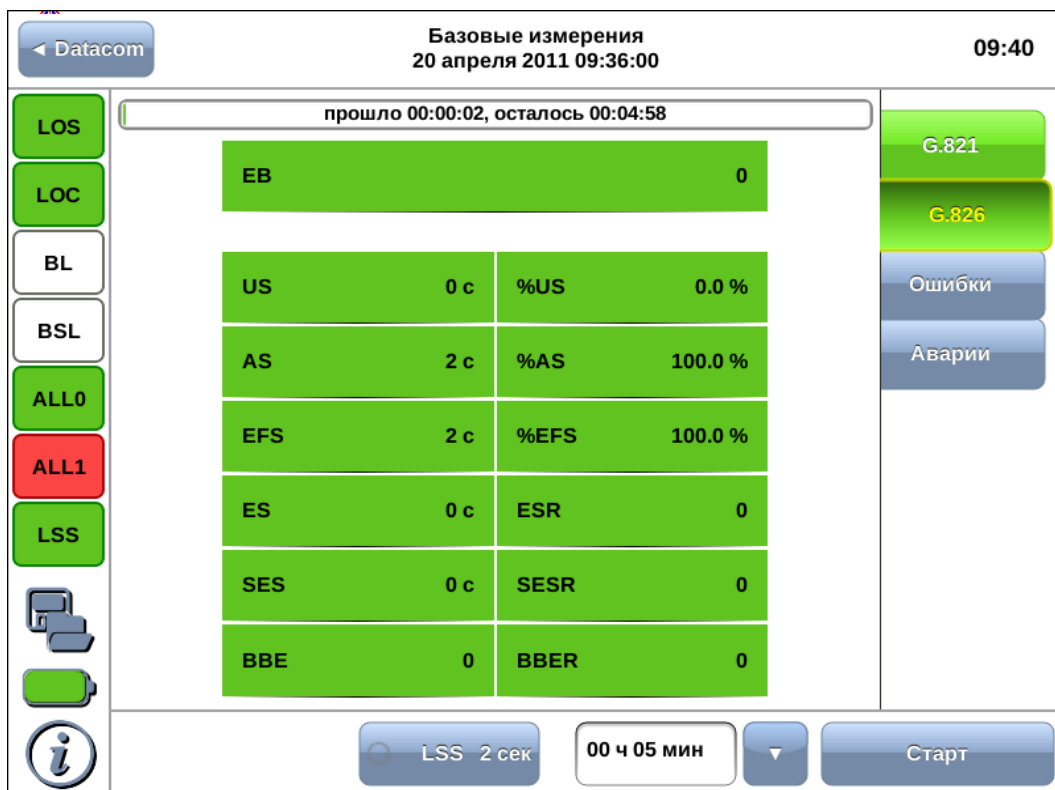 ◄ Datacom
Базовые измерения
20 апреля 2011 09:36:00
09:40
LOS
LOC
BL
BSL
ALL0
ALL1
LSS
прошло 00:00:02, осталось 00:04:58
EB 0
US 0 с %US 0.0 %
AS 2 с %AS 100.0 %
EFS 2 с %EFS 100.0 %
ES 0 с ESR 0
SES 0 с SESR 0
BBE 0 BBER 0
G.821
G.826
Ошибки
Аварии
i
LSS 2 сек
00 ч 05 мин
▼
Старт